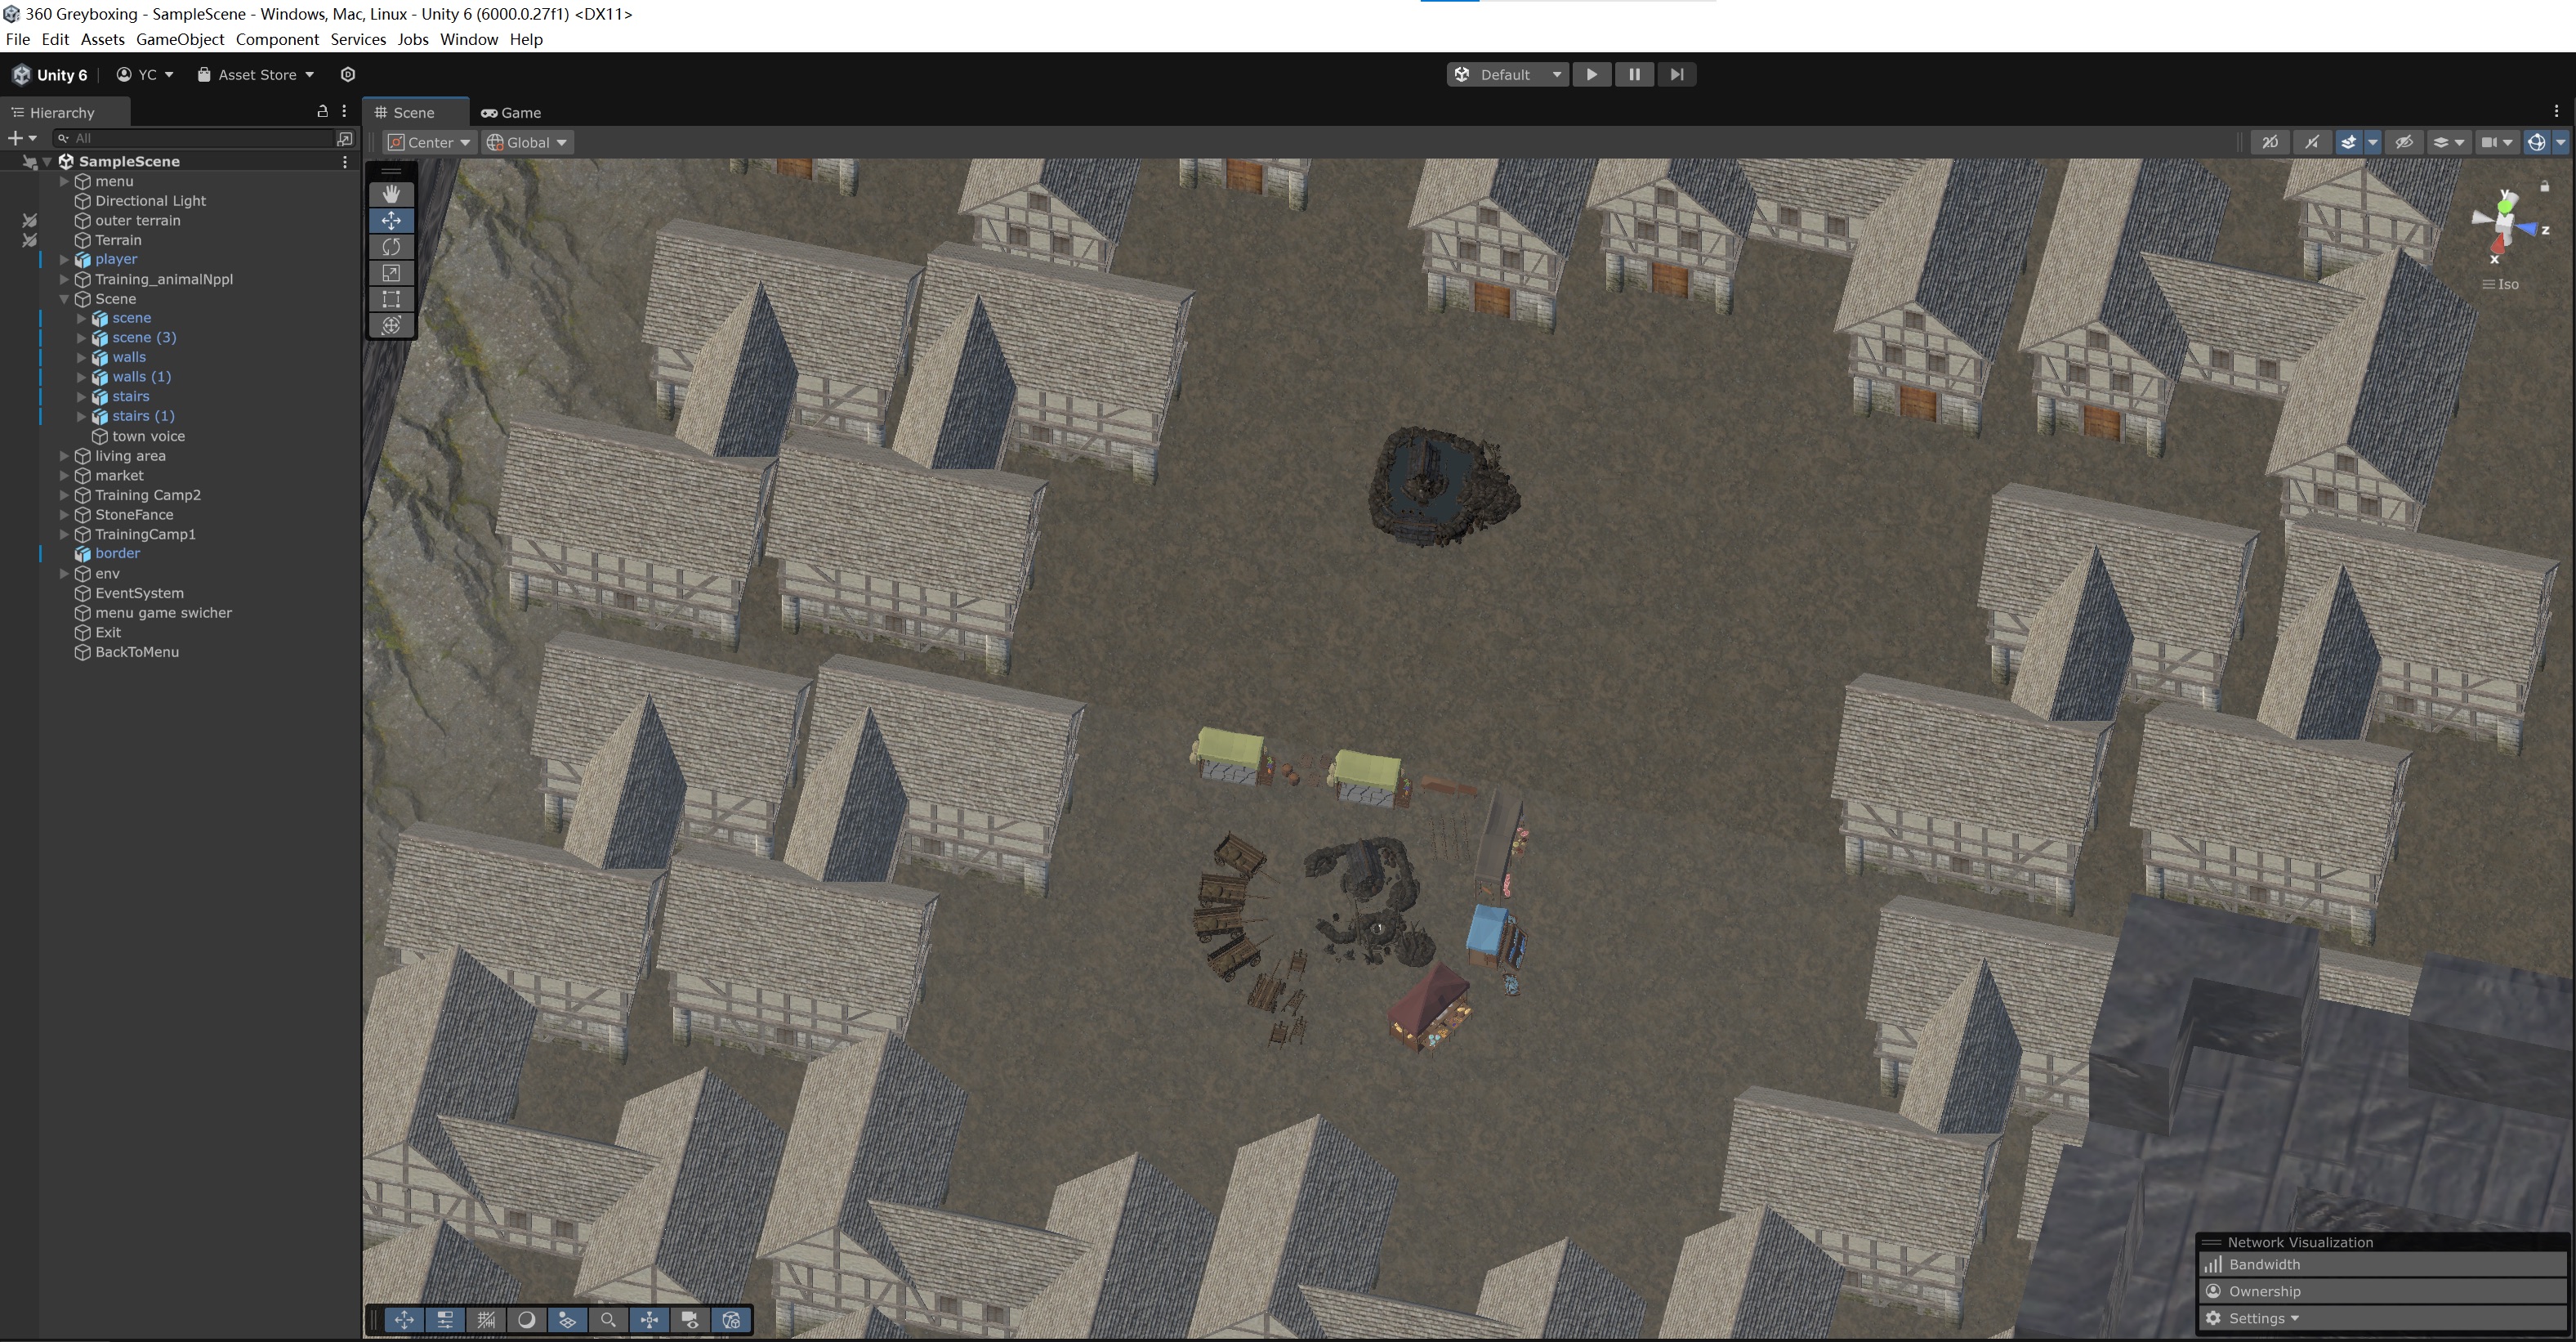 360 Greyboxing - SampleScene - Windows, Mac, Linux - Unity 6 (6000.0.27f1) <DX11>
File Edit Assets GameObject Component Services Jobs Window Help
Unity 6 YC Asset Store Default
Hierarchy
Scene Game
All
Center Global
2D
SampleScene
menu
Directional Light
outer terrain
Terrain
player
Training_animalNppl
Scene
scene
scene (3)
walls
walls (1)
stairs
stairs (1)
town voice
living area
market
Training Camp2
StoneFance
TrainingCamp1
border
env
EventSystem
menu game swicher
Exit
BackToMenu
y
z
x
Iso
Network Visualization
Bandwidth
Ownership
Settings